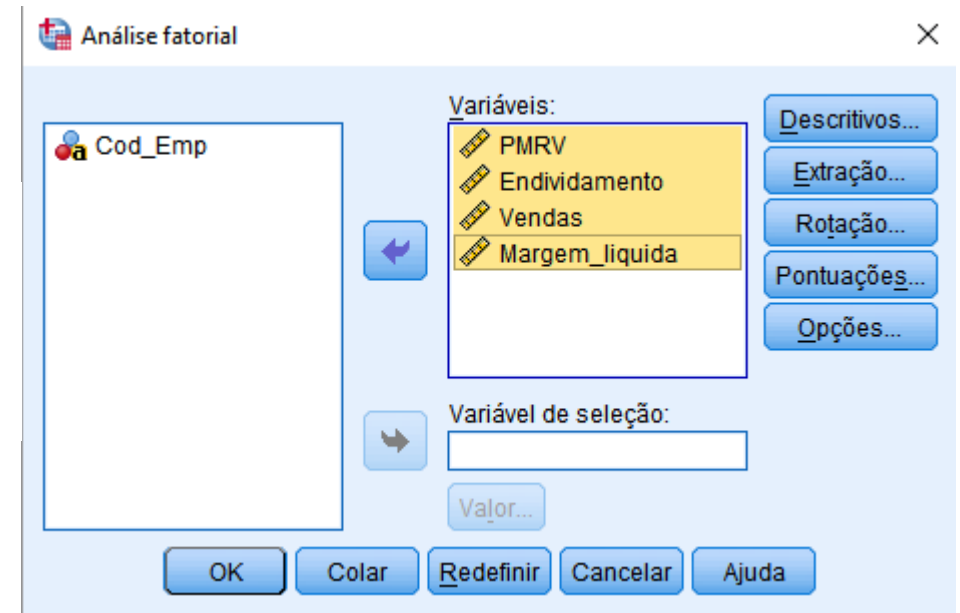 Análise fatorial
Cod_Emp
Variáveis:
PMRV
Endividamento
Vendas
Margem_liquida
Descritivos...
Extração...
Rotação...
Pontuações...
Opções...
Variável de seleção:
Valor...
OK Colar Redefinir Cancelar Ajuda